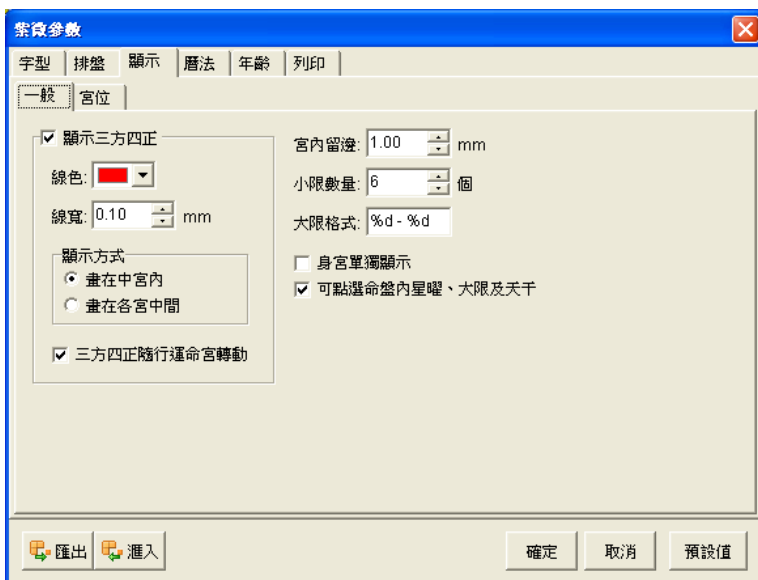 紫微參數
字型 排盤 顯示 曆法 年齡 列印
一般 宮位
顯示三方四正
線色:
線寬: 0.10 mm
顯示方式
畫在中宮內
畫在各宮中間
三方四正隨行運命宮轉動
宮內留邊: 1.00 mm
小限數量: 6 個
大限格式: %d - %d
身宮單獨顯示
可點選命盤內星曜、大限及天干
匯出 滙入 確定 取消 預設值